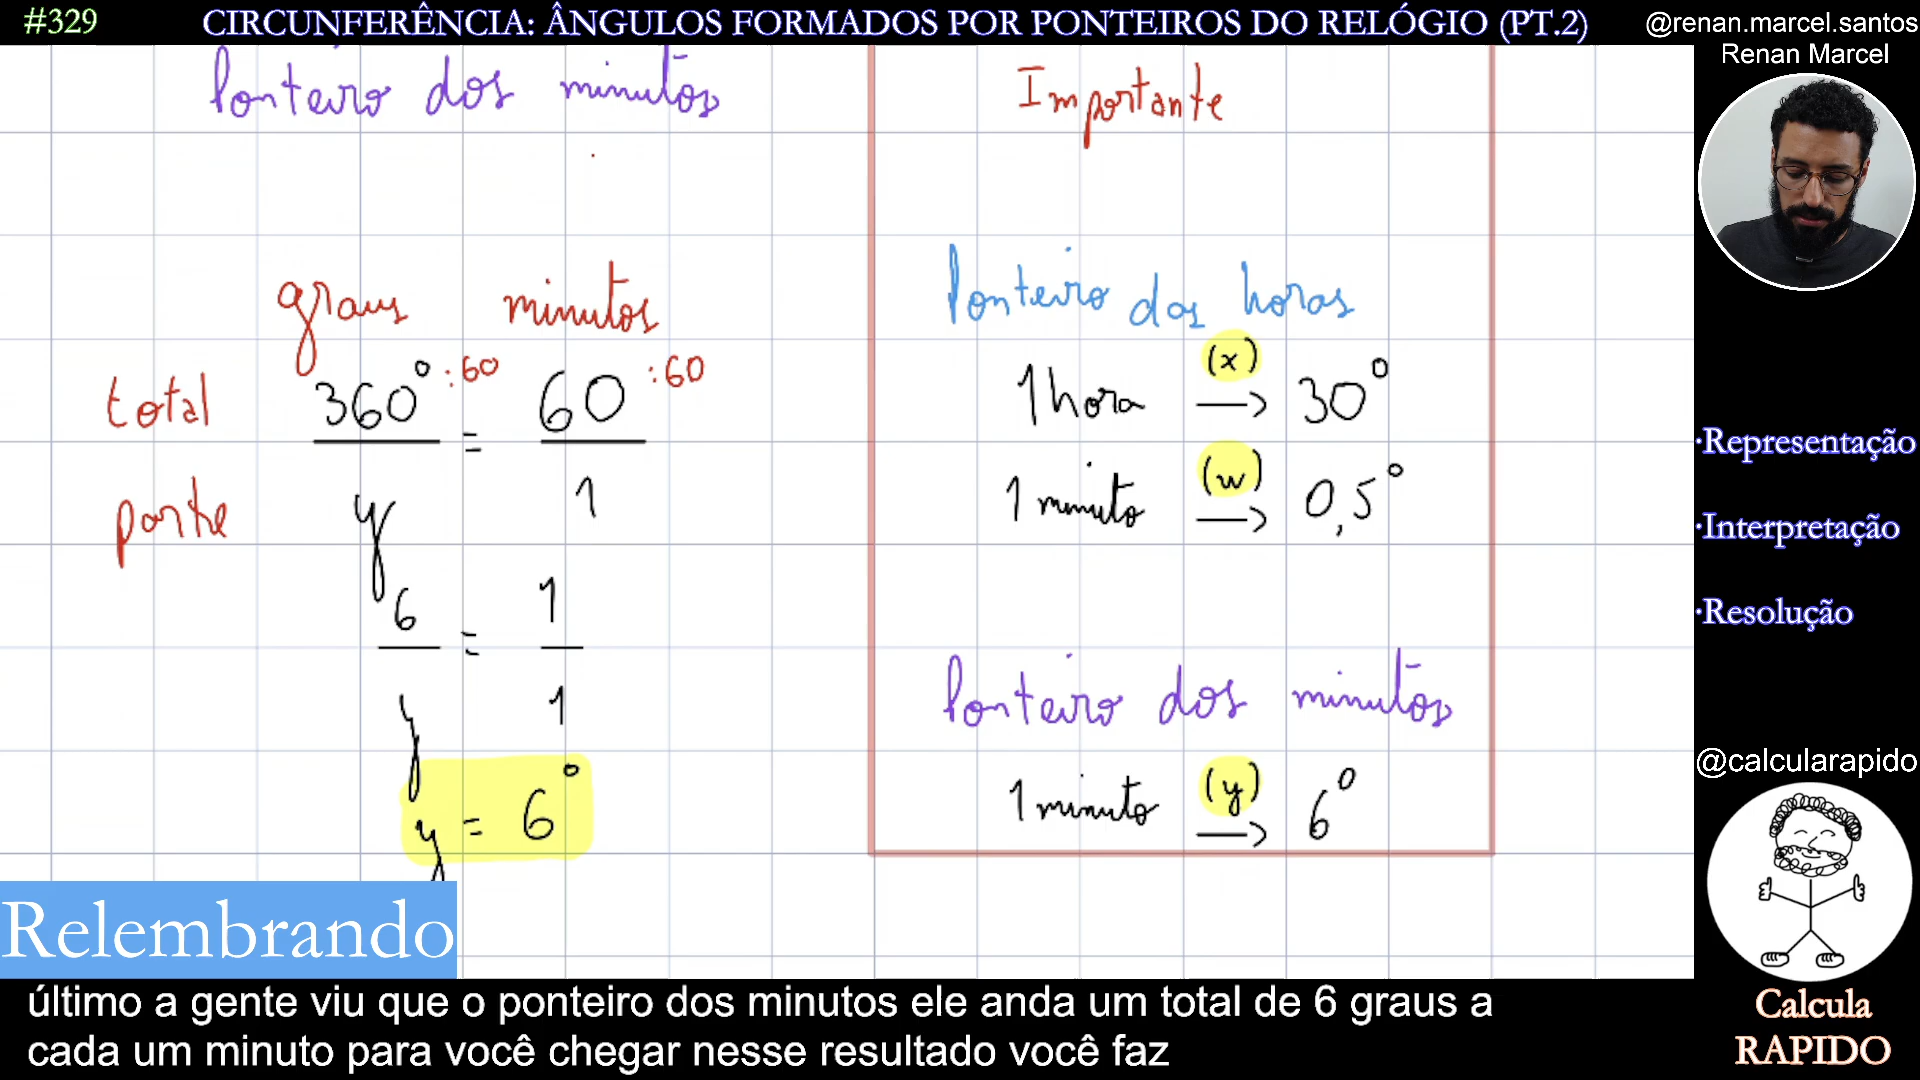 #329
CIRCUNFERÊNCIA: ÂNGULOS FORMADOS POR PONTEIROS DO RELÓGIO (PT.2)
@renan.marcel.santos
Renan Marcel
Ponteiro dos minutos
graus minutos
total 360° :60 = 60 :60
parte y 1
6 = 1
y 1
y = 6°
Importante
Ponteiro das horas
1 hora (x) → 30°
1 minuto (w) → 0,5°
Ponteiro dos minutos
1 minuto (y) → 6°
·Representação
·Interpretação
·Resolução
@calcularapido
Calcula
RAPIDO
Relembrando
último a gente viu que o ponteiro dos minutos ele anda um total de 6 graus a
cada um minuto para você chegar nesse resultado você faz